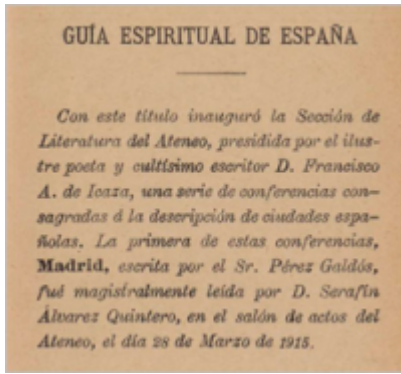 GUÍA ESPIRITUAL DE ESPAÑA
Con este título inauguró la Sección de
Literatura del Ateneo, presidida por el ilus-
tre poeta y cultísimo escritor D. Francisco
A. de Icaza, una serie de conferencias con-
sagradas á la descripción de ciudades espa-
ñolas. La primera de estas conferencias,
Madrid, escrita por el Sr. Pérez Galdós,
fué magistralmente leída por D. Serafín
Álvarez Quintero, en el salón de actos del
Ateneo, el día 28 de Marzo de 1915.